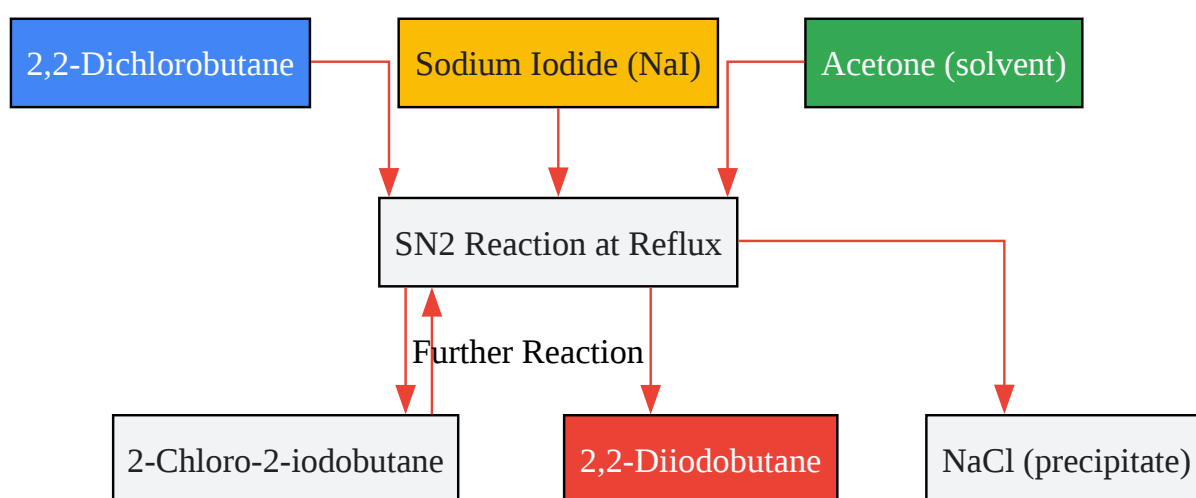 2,2-Dichlorobutane
Sodium Iodide (NaI)
Acetone (solvent)
SN2 Reaction at Reflux
Further Reaction
2-Chloro-2-iodobutane
2,2-Diiodobutane
NaCl (precipitate)